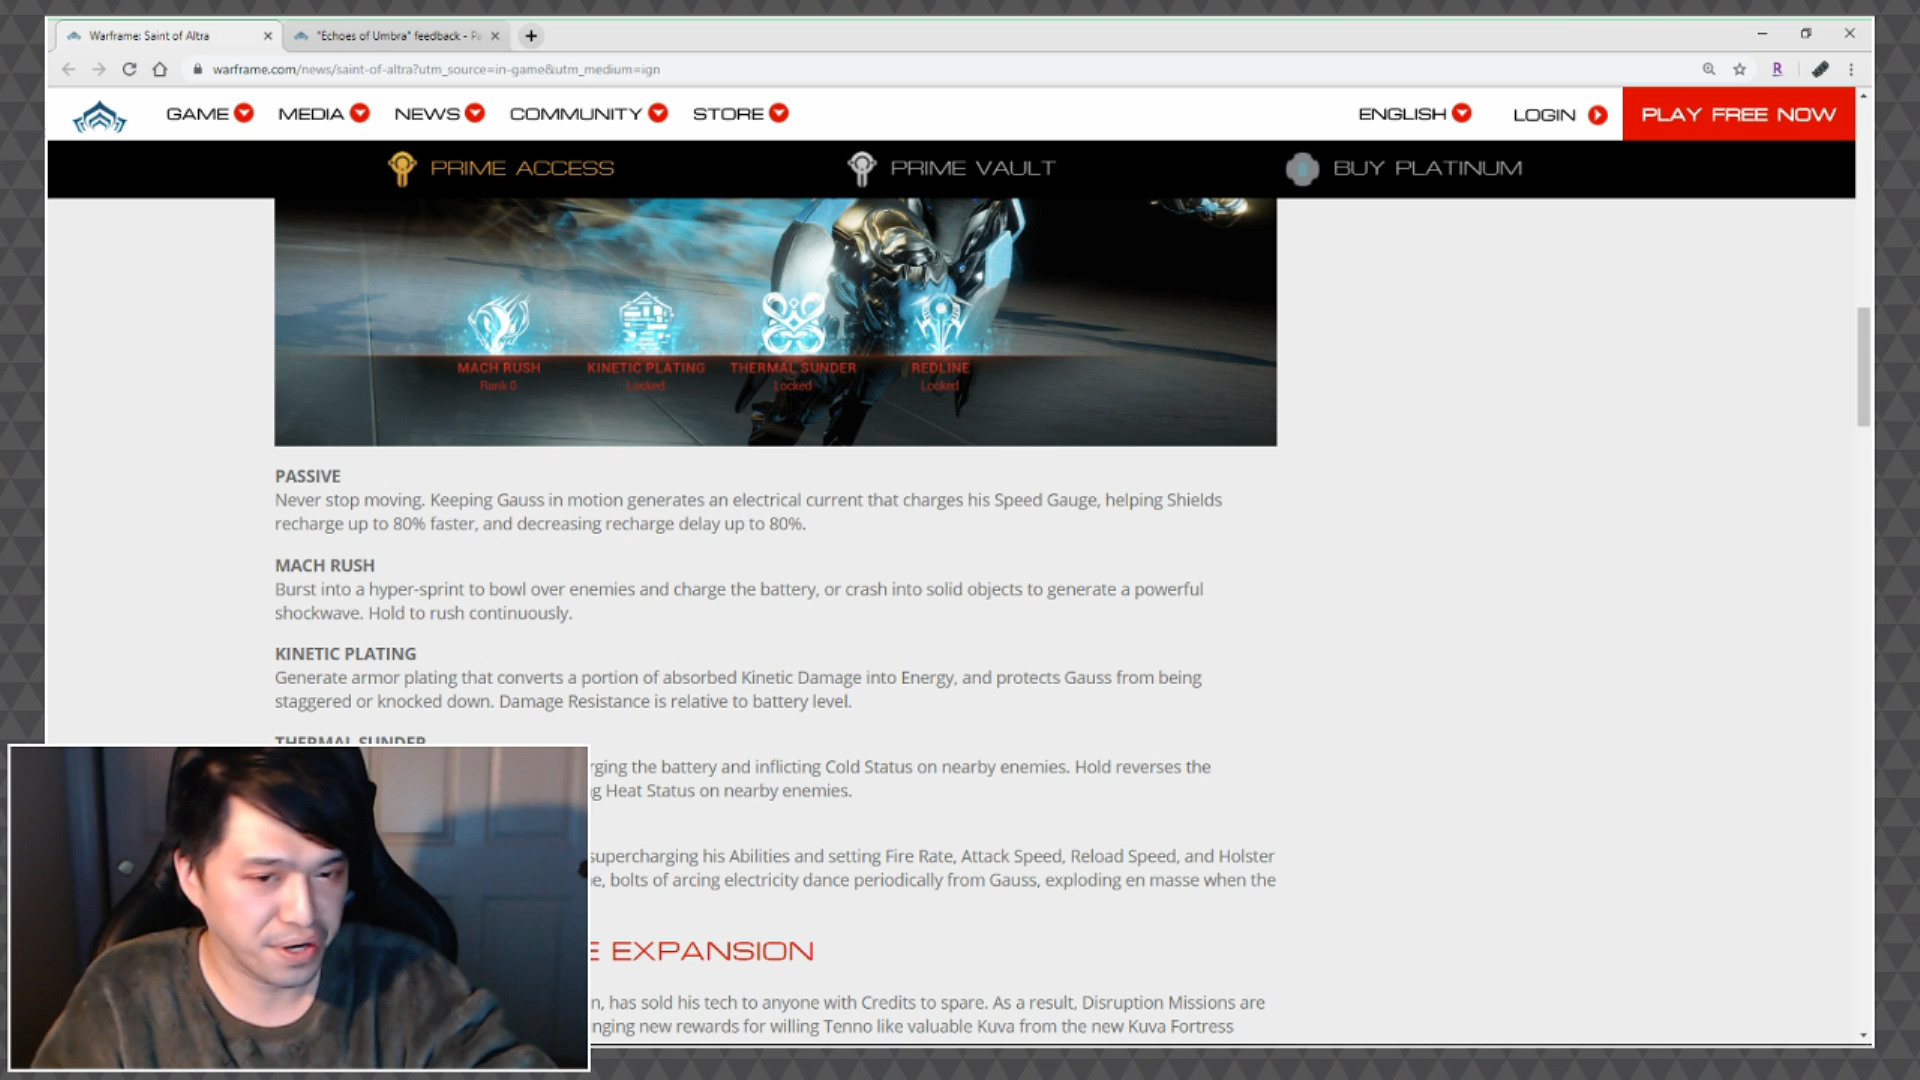 Warframe: Saint of Altra
"Echoes of Umbra" feedback - Pa
warframe.com/news/saint-of-altra?utm_source=in-game&utm_medium=ign
R
GAME MEDIA NEWS COMMUNITY STORE ENGLISH LOGIN PLAY FREE NOW
PRIME ACCESS PRIME VAULT BUY PLATINUM
MACH RUSH KINETIC PLATING THERMAL SUNDER REDLINE
Rank 0 Locked Locked Locked
PASSIVE
Never stop moving. Keeping Gauss in motion generates an electrical current that charges his Speed Gauge, helping Shields
recharge up to 80% faster, and decreasing recharge delay up to 80%.
MACH RUSH
Burst into a hyper-sprint to bowl over enemies and charge the battery, or crash into solid objects to generate a powerful
shockwave. Hold to rush continuously.
KINETIC PLATING
Generate armor plating that converts a portion of absorbed Kinetic Damage into Energy, and protects Gauss from being
staggered or knocked down. Damage Resistance is relative to battery level.
THERMAL SUNDER
rging the battery and inflicting Cold Status on nearby enemies. Hold reverses the
g Heat Status on nearby enemies.
supercharging his Abilities and setting Fire Rate, Attack Speed, Reload Speed, and Holster
e, bolts of arcing electricity dance periodically from Gauss, exploding en masse when the
E EXPANSION
n, has sold his tech to anyone with Credits to spare. As a result, Disruption Missions are
nging new rewards for willing Tenno like valuable Kuva from the new Kuva Fortress